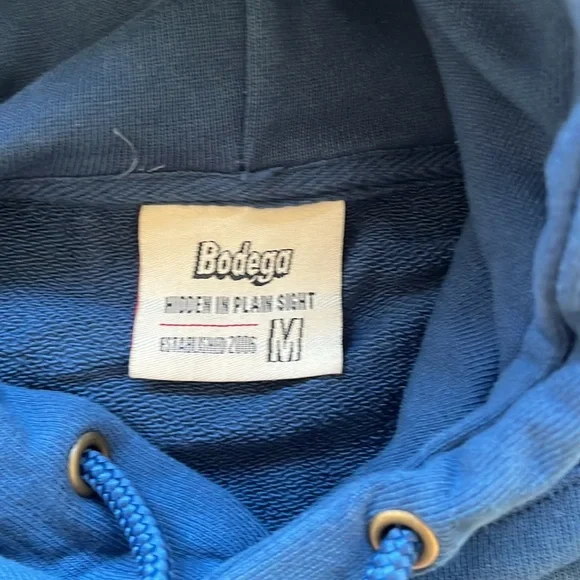 Bodega
HIDDEN IN PLAIN SIGHT
ESTABLISHED 2006 M